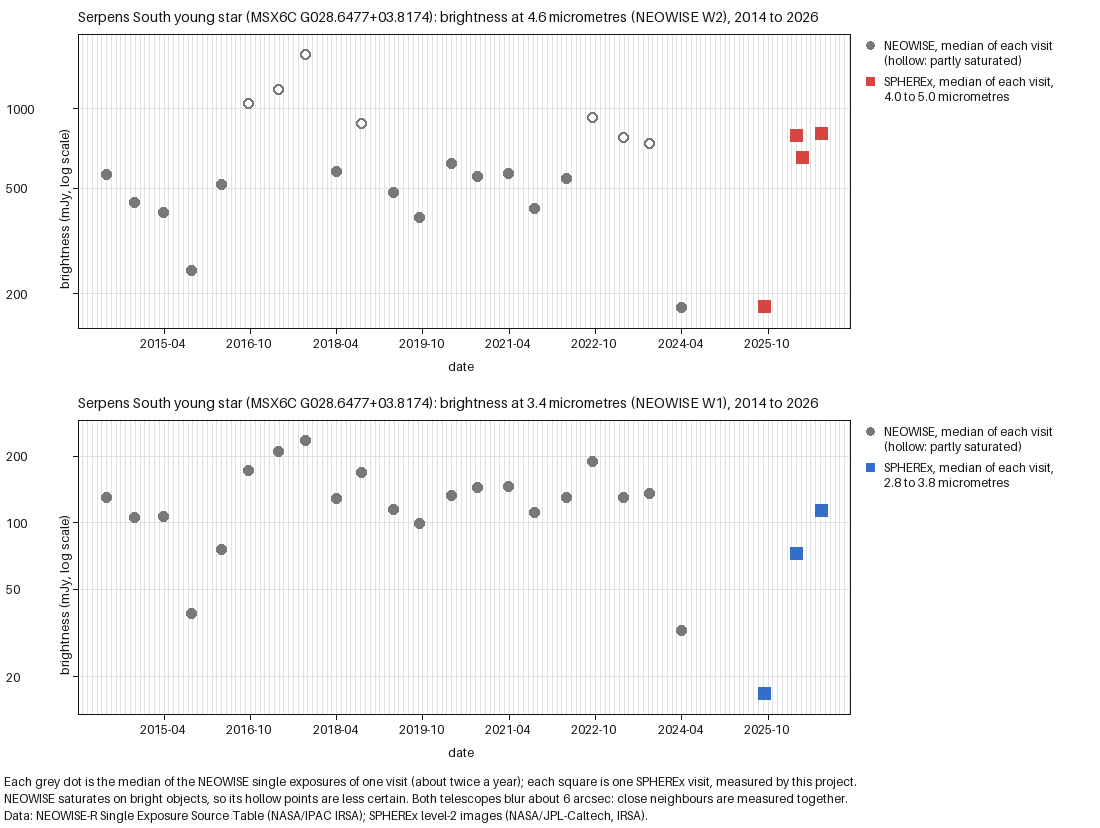 Serpens South young star (MSX6C G028.6477+03.8174): brightness at 4.6 micrometres (NEOWISE W2), 2014 to 2026
NEOWISE, median of each visit
(hollow: partly saturated)
SPHEREx, median of each visit,
4.0 to 5.0 micrometres
brightness (mJy, log scale)
1000
500
200
2015-04
2016-10
2018-04
2019-10
2021-04
2022-10
2024-04
2025-10
date
Serpens South young star (MSX6C G028.6477+03.8174): brightness at 3.4 micrometres (NEOWISE W1), 2014 to 2026
NEOWISE, median of each visit
(hollow: partly saturated)
SPHEREx, median of each visit,
2.8 to 3.8 micrometres
brightness (mJy, log scale)
200
100
50
20
2015-04
2016-10
2018-04
2019-10
2021-04
2022-10
2024-04
2025-10
date
Each grey dot is the median of the NEOWISE single exposures of one visit (about twice a year); each square is one SPHEREx visit, measured by this project.
NEOWISE saturates on bright objects, so its hollow points are less certain. Both telescopes blur about 6 arcsec: close neighbours are measured together.
Data: NEOWISE-R Single Exposure Source Table (NASA/IPAC IRSA); SPHEREx level-2 images (NASA/JPL-Caltech, IRSA).